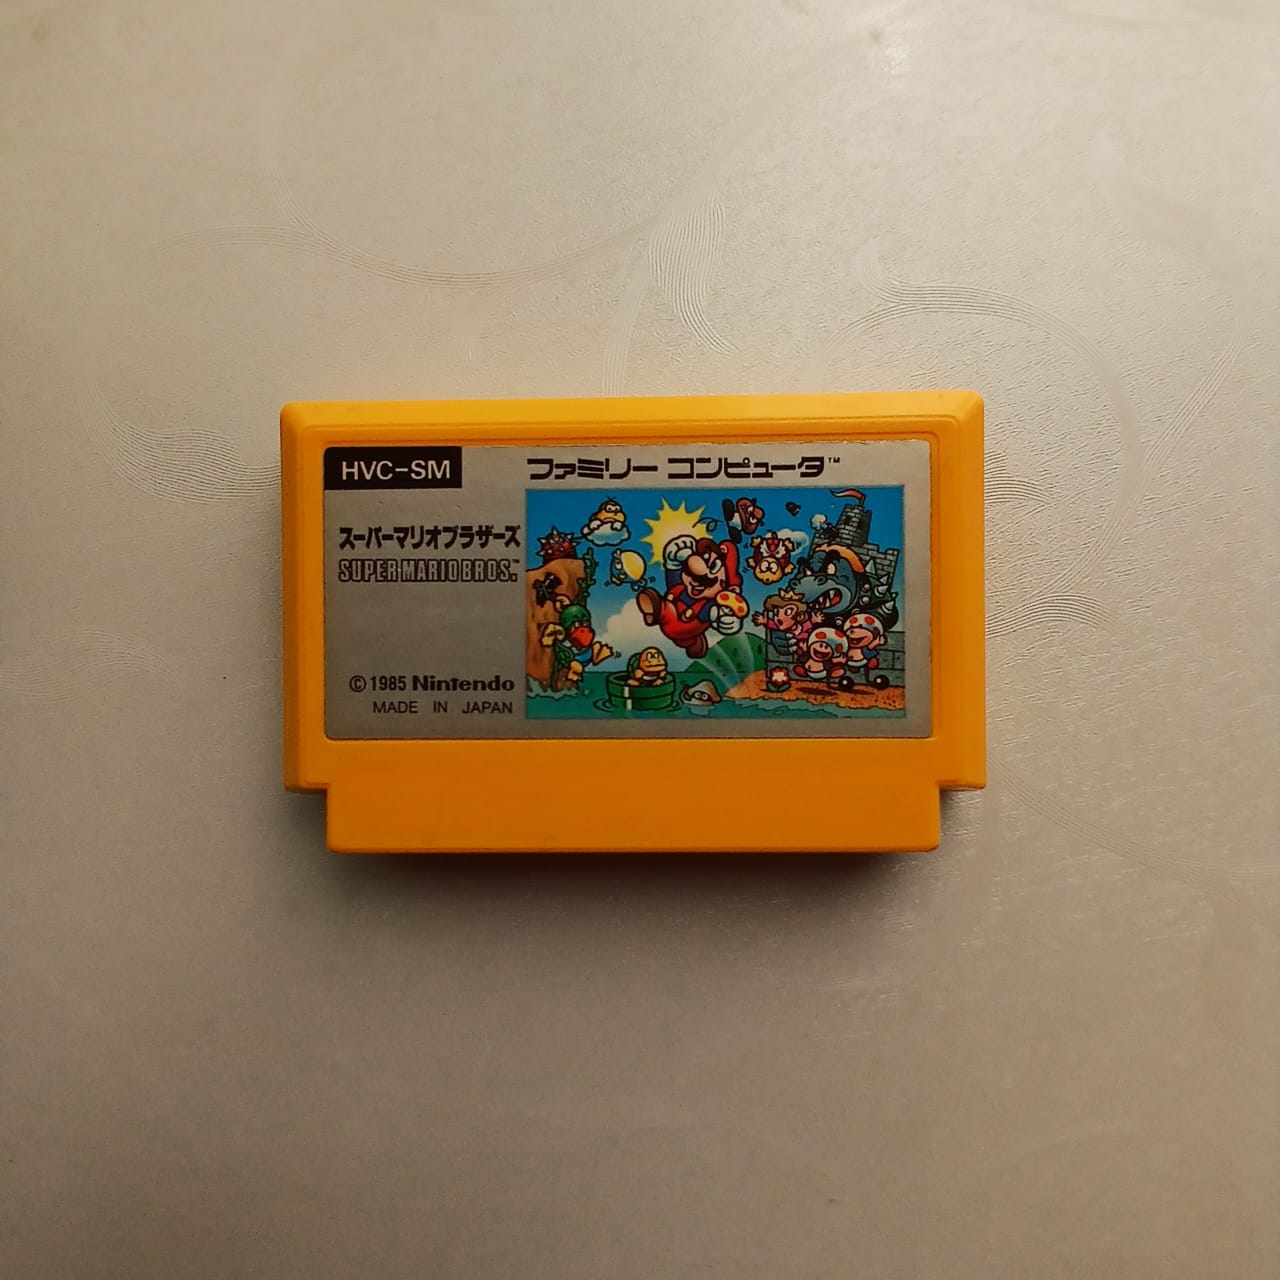 HVC-SM
ファミリー コンピュータ™
スーパーマリオブラザーズ
SUPER MARIO BROS.™
© 1985 Nintendo
MADE IN JAPAN